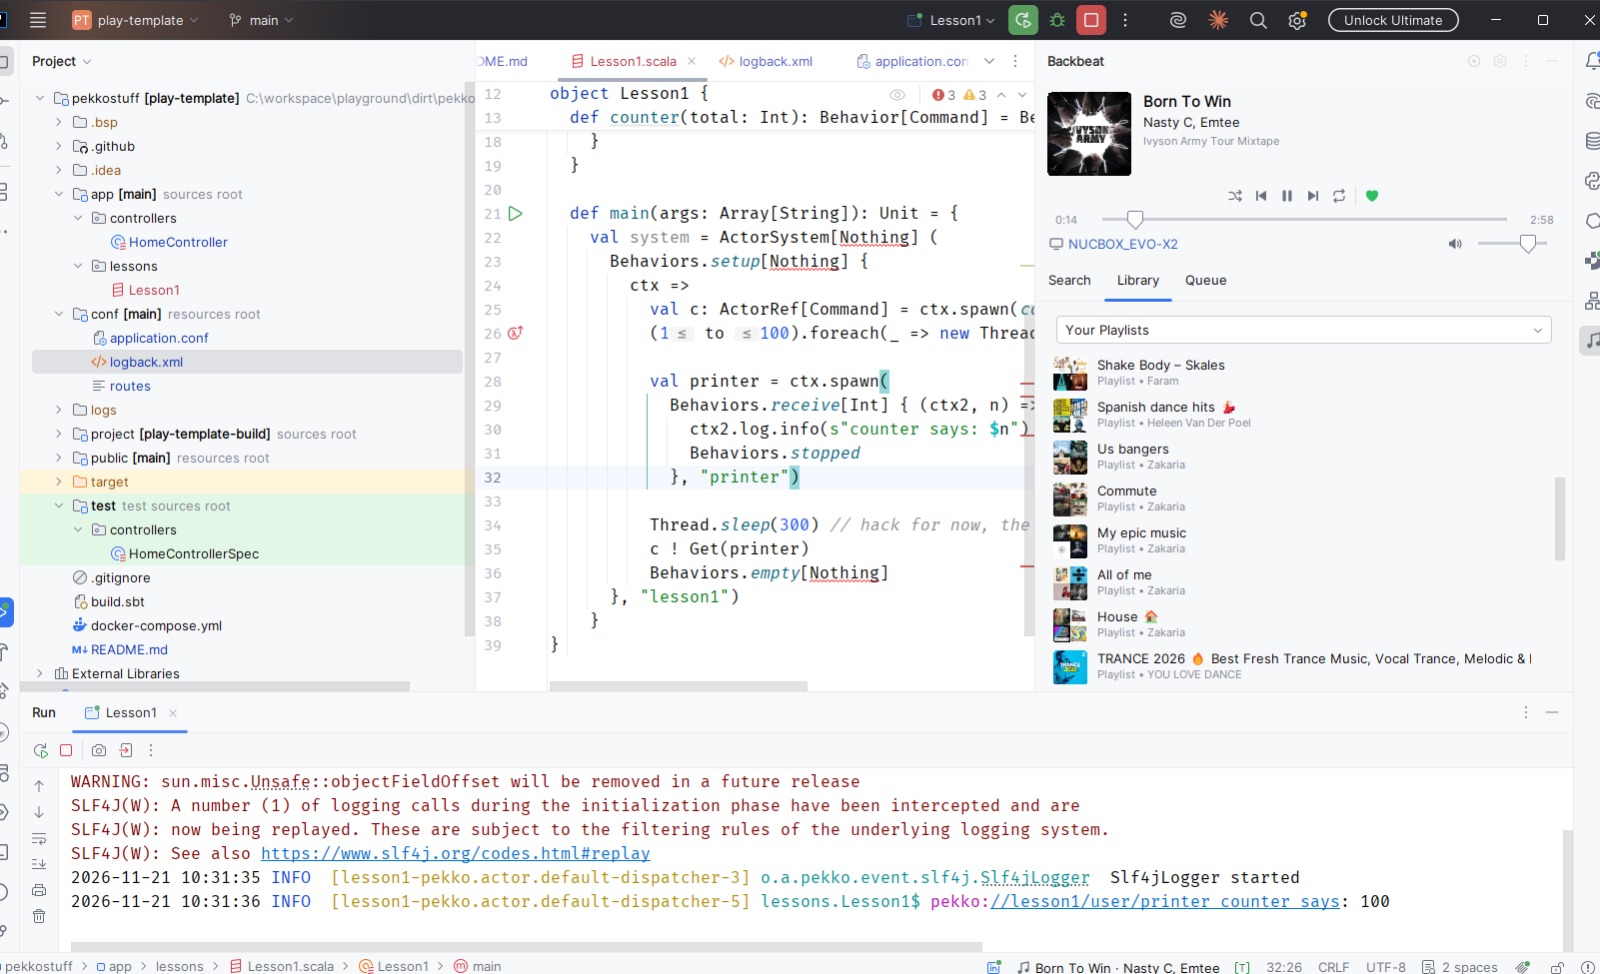 PT play-template
main
Lesson1
Unlock Ultimate
Project
pekkostuff [play-template] C:\workspace\playground\dirt\pekko
.bsp
.github
.idea
app [main] sources root
controllers
HomeController
lessons
Lesson1
conf [main] resources root
application.conf
logback.xml
routes
logs
project [play-template-build] sources root
public [main] resources root
target
test test sources root
controllers
HomeControllerSpec
.gitignore
build.sbt
docker-compose.yml
M↓ README.md
External Libraries
DME.md
Lesson1.scala
logback.xml
application.con
3 3
12 object Lesson1 {
13 def counter(total: Int): Behavior[Command] = Be
18 }
19 }
20
21 def main(args: Array[String]): Unit = {
22 val system = ActorSystem[Nothing] (
23 Behaviors.setup[Nothing] {
24 ctx =>
25 val c: ActorRef[Command] = ctx.spawn(co
26 (1 ≤ to ≤ 100).foreach(_ => new Thread
27
28 val printer = ctx.spawn(
29 Behaviors.receive[Int] { (ctx2, n) =>
30 ctx2.log.info(s"counter says: $n")
31 Behaviors.stopped
32 }, "printer")
33
34 Thread.sleep(300) // hack for now, the
35 c ! Get(printer)
36 Behaviors.empty[Nothing]
37 }, "lesson1")
38 }
39 }
Backbeat
IVYSON ARMY
Born To Win
Nasty C, Emtee
Ivyson Army Tour Mixtape
0:14
2:58
NUCBOX_EVO-X2
Search
Library
Queue
Your Playlists
Shake Body – Skales
Playlist • Faram
Spanish dance hits 💃
Playlist • Heleen Van Der Poel
Us bangers
Playlist • Zakaria
Commute
Playlist • Zakaria
My epic music
Playlist • Zakaria
All of me
Playlist • Zakaria
House 🏠
Playlist • Zakaria
TRANCE 2026 🔥 Best Fresh Trance Music, Vocal Trance, Melodic &
Playlist • YOU LOVE DANCE
Run
Lesson1
WARNING: sun.misc.Unsafe::objectFieldOffset will be removed in a future release
SLF4J(W): A number (1) of logging calls during the initialization phase have been intercepted and are
SLF4J(W): now being replayed. These are subject to the filtering rules of the underlying logging system.
SLF4J(W): See also https://www.slf4j.org/codes.html#replay
2026-11-21 10:31:35 INFO [lesson1-pekko.actor.default-dispatcher-3] o.a.pekko.event.slf4j.Slf4jLogger Slf4jLogger started
2026-11-21 10:31:36 INFO [lesson1-pekko.actor.default-dispatcher-5] lessons.Lesson1$ pekko://lesson1/user/printer counter says: 100
pekkostuff > app > lessons > Lesson1.scala > Lesson1 > main
Born To Win · Nasty C, Emtee
[T]
32:26
CRLF
UTF-8
2 spaces